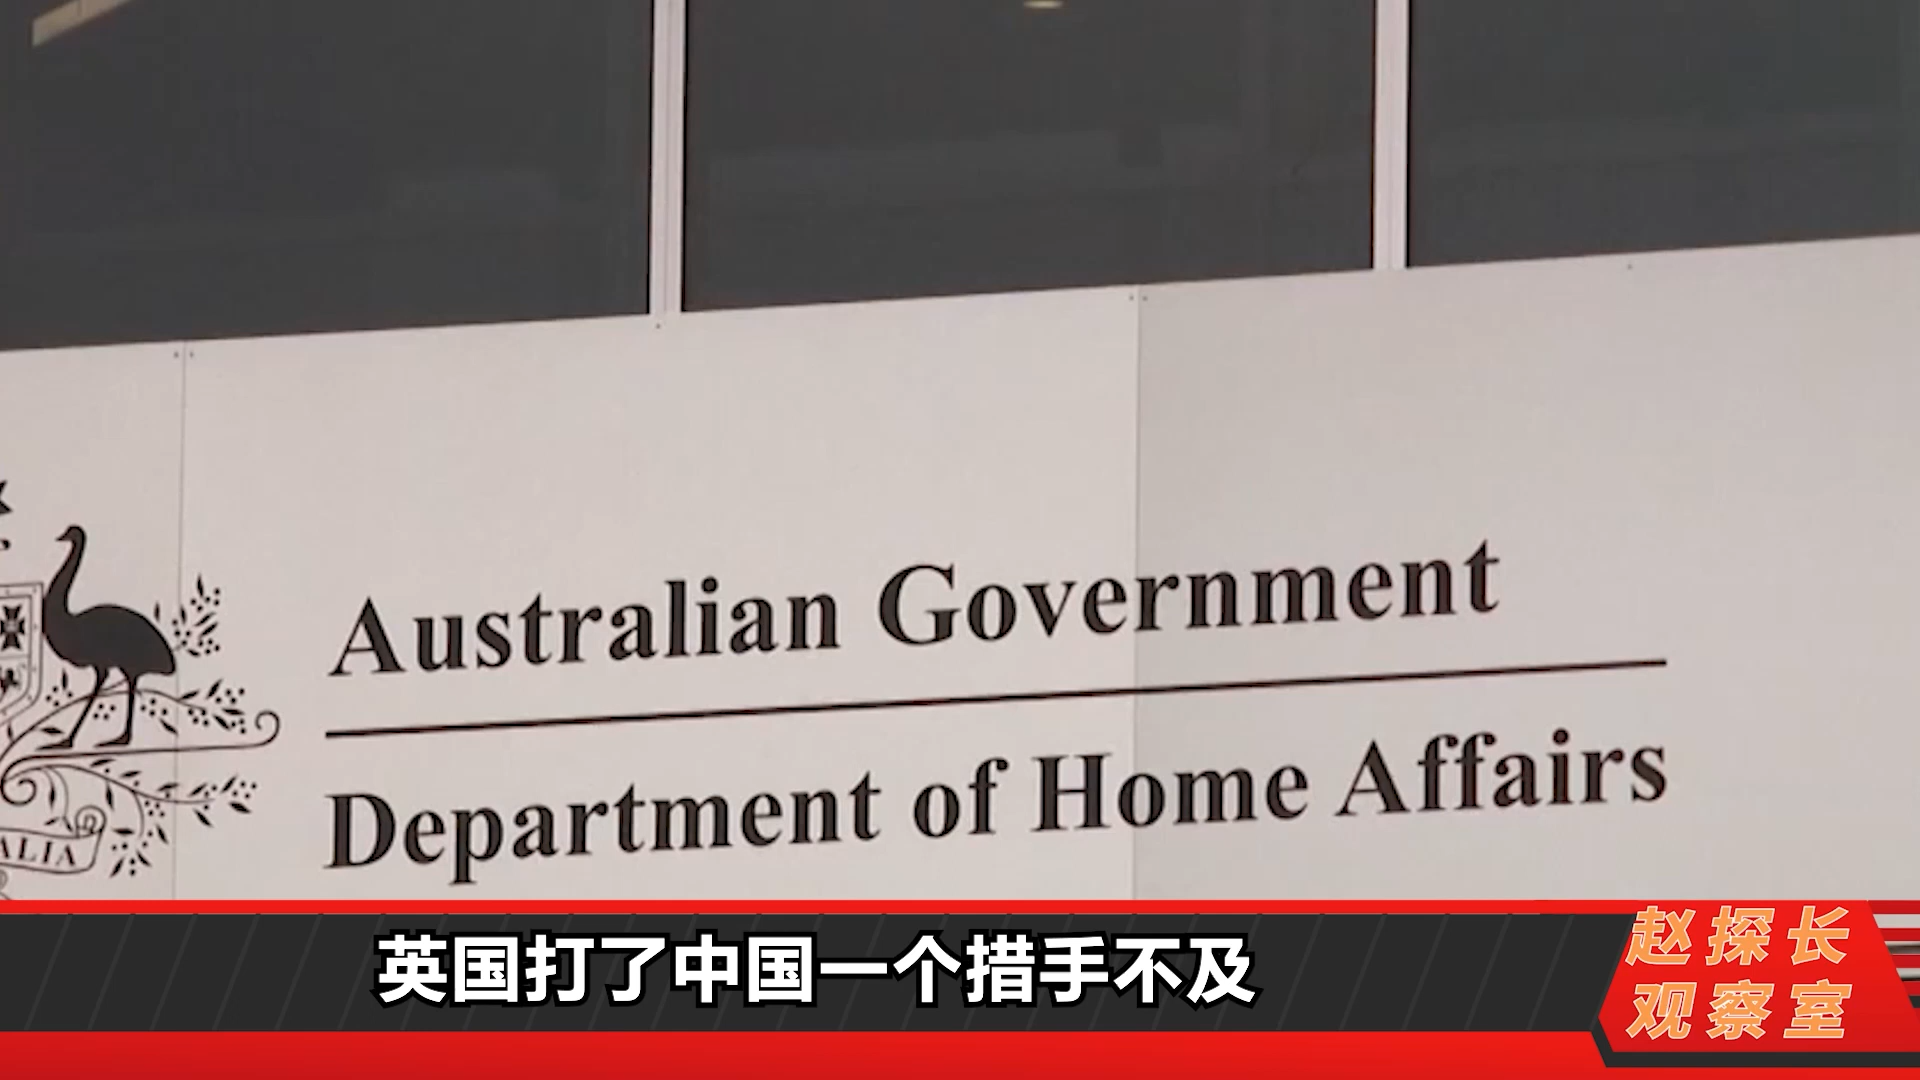 Australian Government
Department of Home Affairs
ALIA
英国打了中国一个措手不及
赵探长
观察室